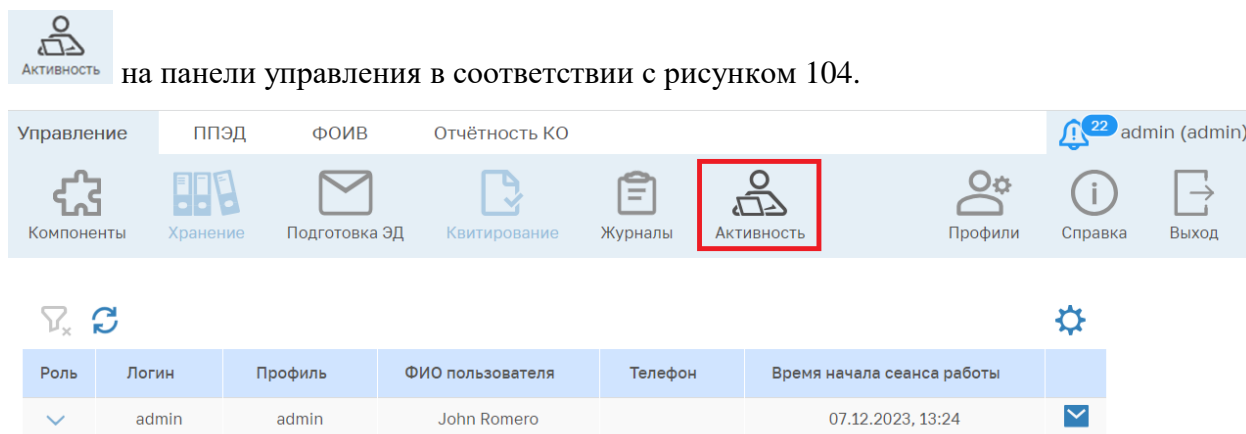 Активность на панели управления в соответствии с рисунком 104.
Управление ППЭД ФОИВ Отчётность КО 22 admin (admin)
Компоненты Хранение Подготовка ЭД Квитирование Журналы Активность Профили Справка Выход
Роль Логин Профиль ФИО пользователя Телефон Время начала сеанса работы
admin admin John Romero 07.12.2023, 13:24